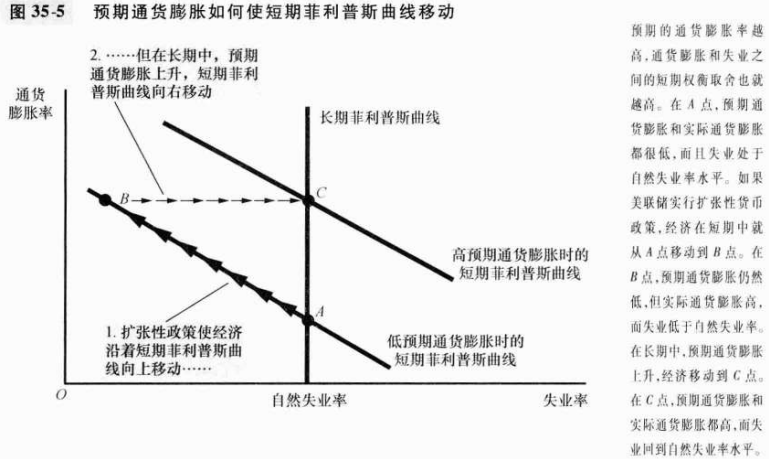 图 35-5 预期通货膨胀如何使短期菲利普斯曲线移动
2. ……但在长期中，预期
通货膨胀上升，短期菲利
普斯曲线向右移动
通货
膨胀率
长期菲利普斯曲线
B
C
高预期通货膨胀时的
短期菲利普斯曲线
A
1. 扩张性政策使经济
沿着短期菲利普斯曲
线向上移动……
低预期通货膨胀时的
短期菲利普斯曲线
O
自然失业率
失业率
预期的通货膨胀率越
高,通货膨胀和失业之
间的短期权衡取舍也就
越高。在 A 点,预期通
货膨胀和实际通货膨胀
都很低,而且失业处于
自然失业率水平。如果
美联储实行扩张性货币
政策,经济在短期中就
从 A 点移动到 B 点。在
B 点,预期通货膨胀仍然
低,但实际通货膨胀高,
而失业低于自然失业率。
在长期中,预期通货膨胀
上升,经济移动到 C 点。
在 C 点,预期通货膨胀和
实际通货膨胀都高,而失
业回到自然失业率水平。